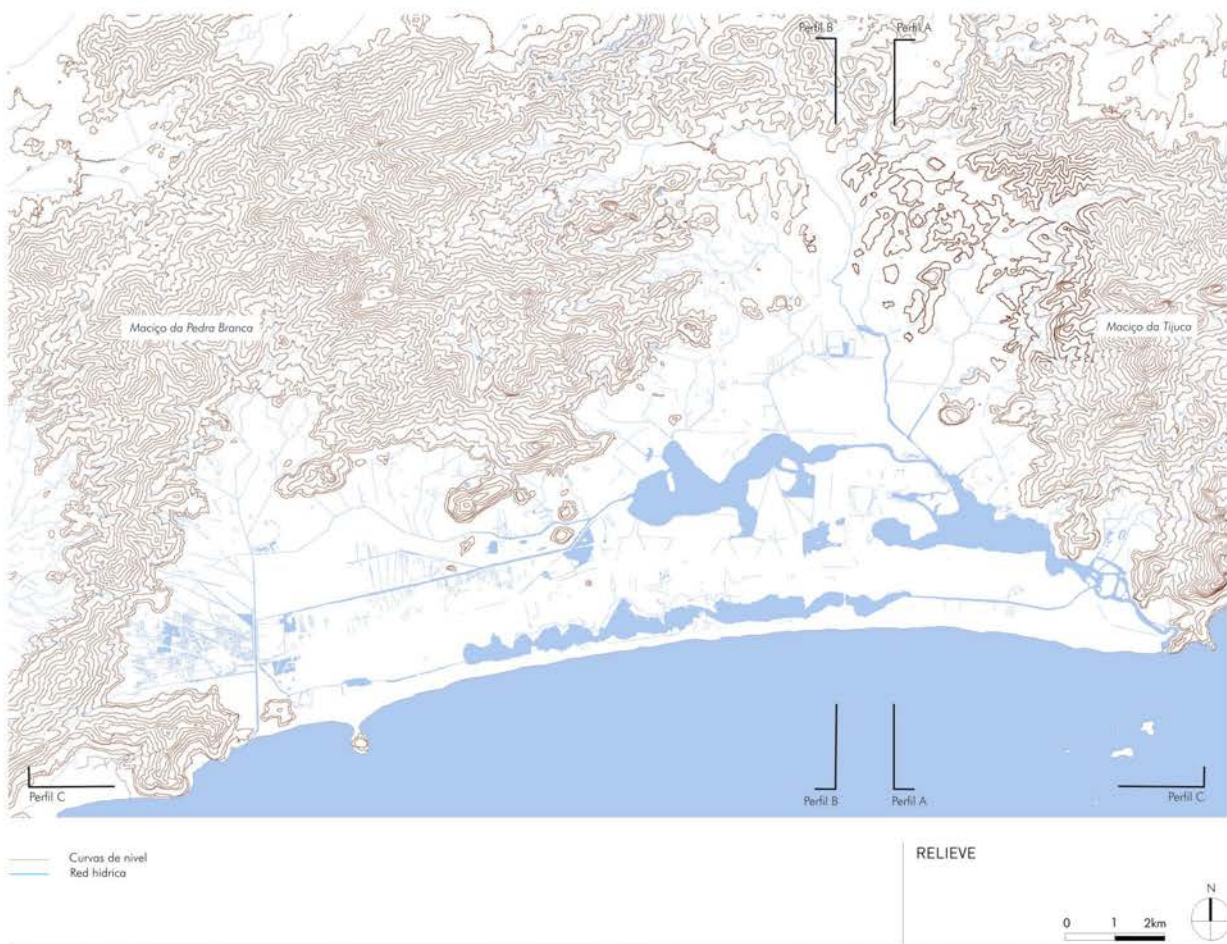 Perfil B
Perfil A
Maciço da Pedra Branca
Maciço da Tijuca
Perfil C
Perfil B
Perfil A
Perfil C
Curvas de nivel
Red hidrica
RELIEVE
N
0 1 2km